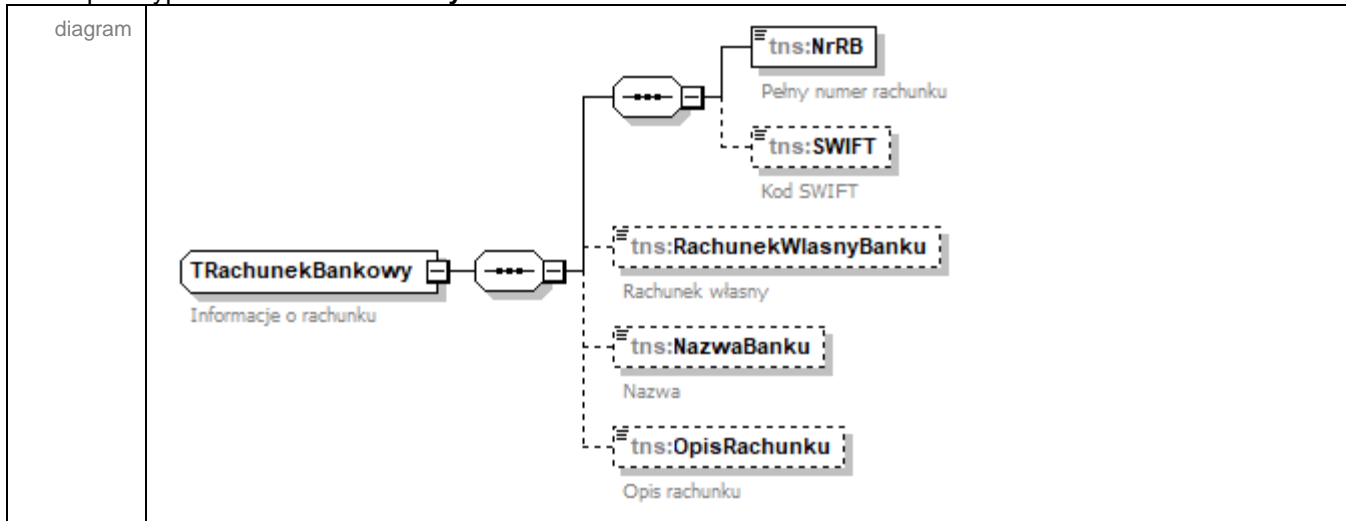 diagram
tns:NrRB
Pełny numer rachunku
tns:SWIFT
Kod SWIFT
TRachunekBankowy
Informacje o rachunku
tns:RachunekWlasnyBanku
Rachunek własny
tns:NazwaBanku
Nazwa
tns:OpisRachunku
Opis rachunku